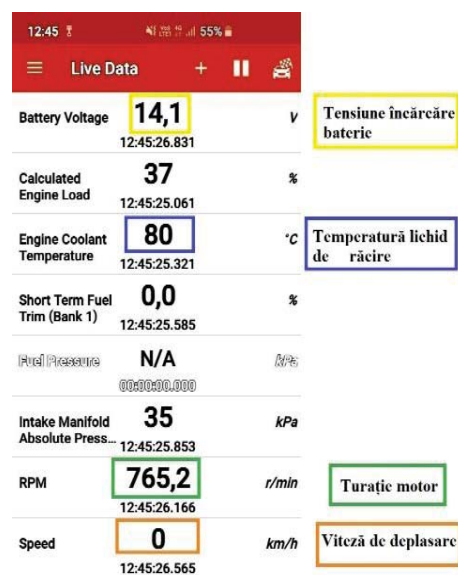 12:45 55%
Live Data +
Battery Voltage 14,1 V
12:45:26.831
Tensiune încărcăre
baterie
Calculated
Engine Load 37 %
12:45:25.061
Engine Coolant
Temperature 80 °C
12:45:25.321
Temperatură lichid
de răcire
Short Term Fuel
Trim (Bank 1) 0,0 %
12:45:25.585
Fuel Pressure N/A kPa
00:00:00.000
Intake Manifold
Absolute Press... 35 kPa
12:45:25.853
RPM 765,2 r/min
12:45:26.166
Turație motor
Speed 0 km/h
12:45:26.565
Viteză de deplasare